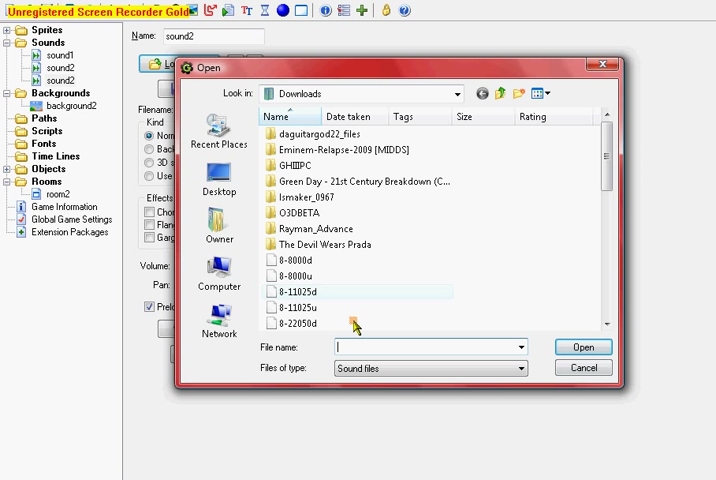 Unregistered Screen Recorder Gold
Sprites
Sounds
sound1
sound2
sound2
Backgrounds
background2
Paths
Scripts
Fonts
Time Lines
Objects
Rooms
room2
Game Information
Global Game Settings
Extension Packages
Name: sound2
Filename:
Kind
3D s
Use
Effects
Volume:
Pan:
Open
Look in: Downloads
Recent Places
Desktop
Owner
Computer
Network
Name Date taken Tags Size Rating
daguitargod22_files
Eminem-Relapse-2009 [MIDDS]
GHIIIPC
Green Day - 21st Century Breakdown (C...
lsmaker_0967
O3DBETA
Rayman_Advance
The Devil Wears Prada
8-8000d
8-8000u
8-11025d
8-11025u
8-22050d
File name:
Open
Files of type: Sound files
Cancel